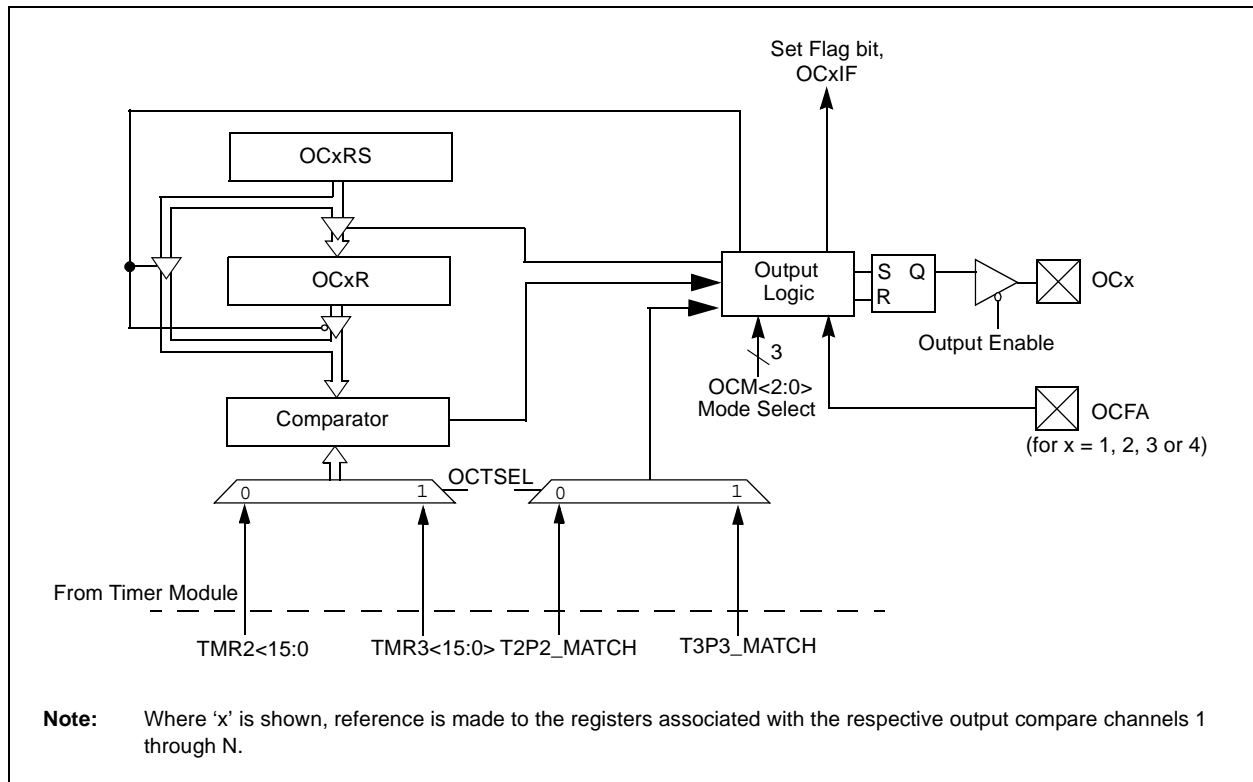 Set Flag bit,
OCxIF
OCxRS
OCxR
Output
Logic
S Q
R
OCx
Output Enable
3
OCM<2:0>
Mode Select
Comparator
OCFA
(for x = 1, 2, 3 or 4)
OCTSEL
0 1 0 1
From Timer Module
TMR2<15:0 TMR3<15:0> T2P2_MATCH T3P3_MATCH
Note: Where ‘x’ is shown, reference is made to the registers associated with the respective output compare channels 1
through N.